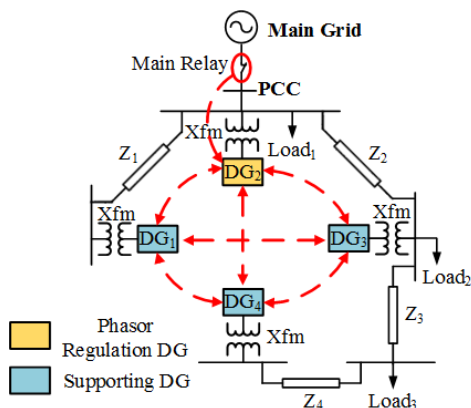 Main Grid
Main Relay
PCC
Xfm
Load₁
Z₁
Z₂
DG₂
Xfm
Xfm
DG₁
DG₃
Load₂
DG₄
Z₃
Xfm
Phasor
Regulation DG
Supporting DG
Z₄
Load₃